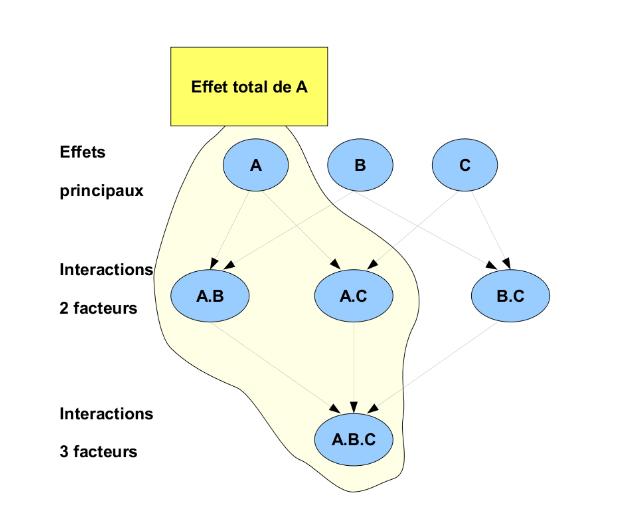 Effet total de A
Effets
principaux
A
B
C
Interactions
2 facteurs
A.B
A.C
B.C
Interactions
3 facteurs
A.B.C